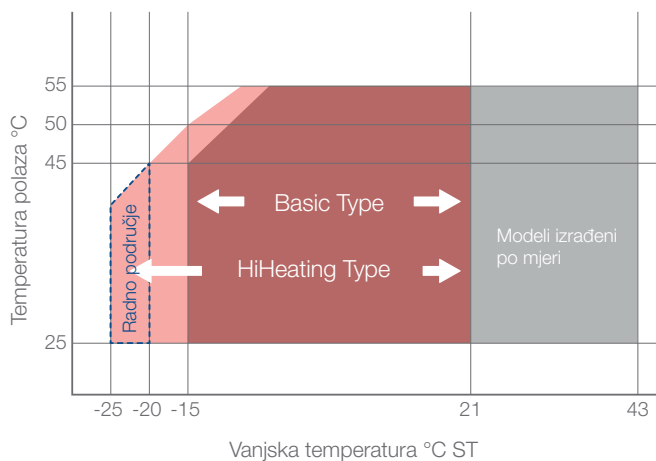 Temperatura polaza °C
55
50
45
25
Radno područje
Basic Type
HiHeating Type
Modeli izrađeni
po mjeri
-25 -20 -15 21 43
Vanjska temperatura °C ST